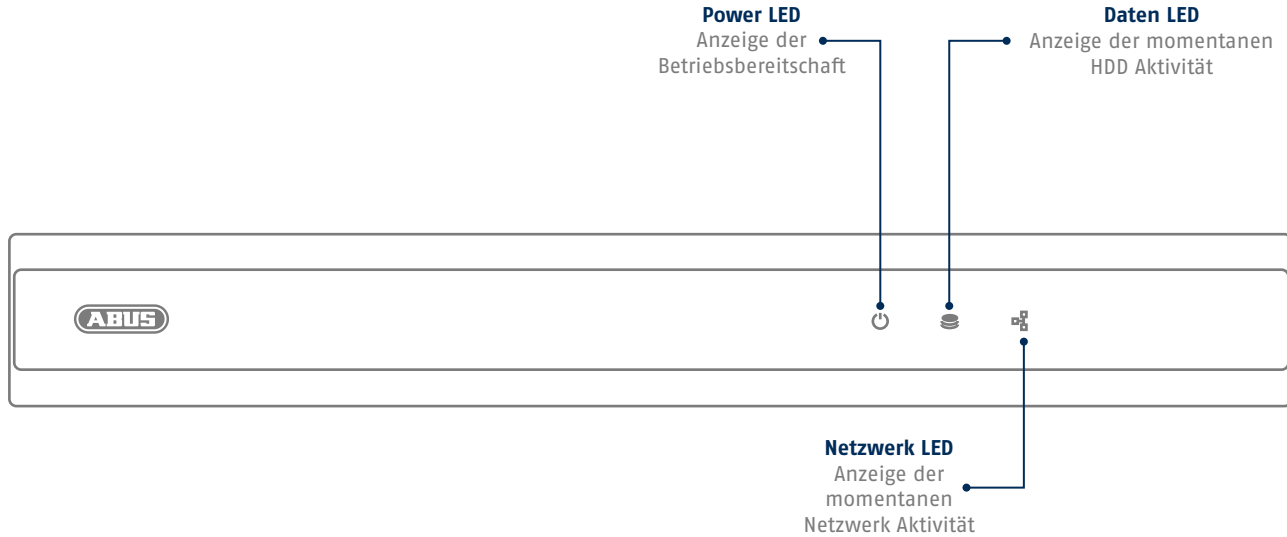 Power LED
Anzeige der
Betriebsbereitschaft
Daten LED
Anzeige der momentanen
HDD Aktivität
ABUS
Netzwerk LED
Anzeige der
momentanen
Netzwerk Aktivität